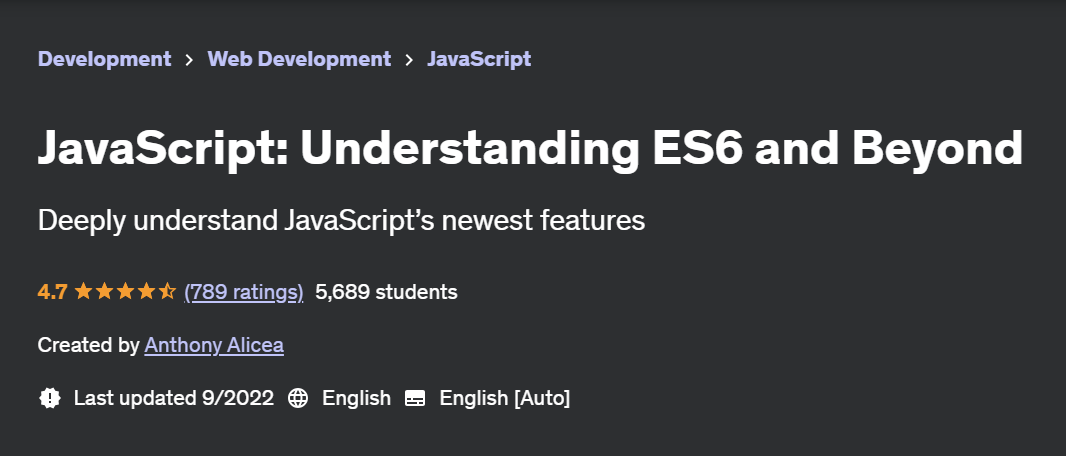 Development > Web Development > JavaScript
JavaScript: Understanding ES6 and Beyond
Deeply understand JavaScript’s newest features
4.7 (789 ratings) 5,689 students
Created by Anthony Alicea
Last updated 9/2022 English English [Auto]